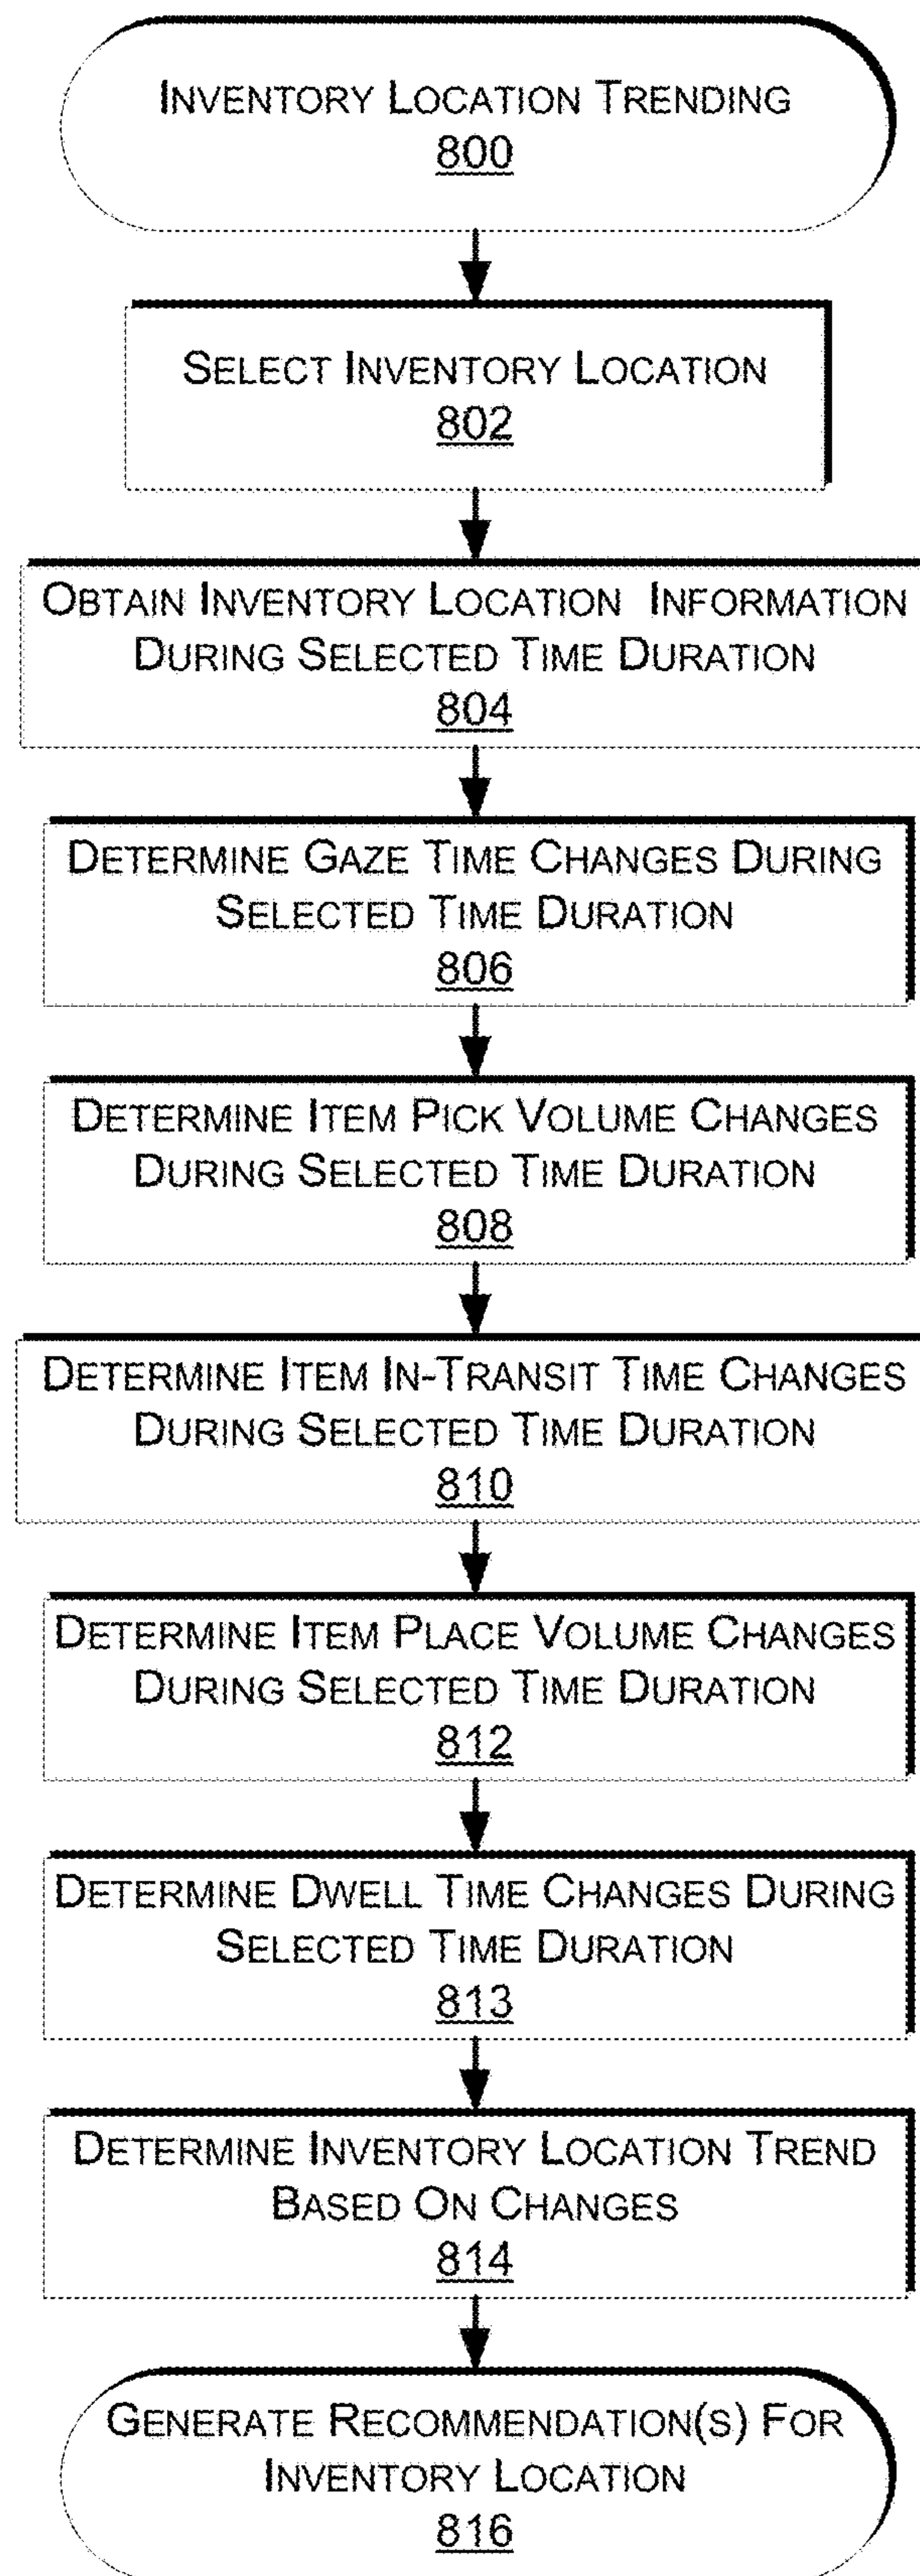 INVENTORY LOCATION TRENDING
800
SELECT INVENTORY LOCATION
802
OBTAIN INVENTORY LOCATION INFORMATION
DURING SELECTED TIME DURATION
804
DETERMINE GAZE TIME CHANGES DURING
SELECTED TIME DURATION
806
DETERMINE ITEM PICK VOLUME CHANGES
DURING SELECTED TIME DURATION
808
DETERMINE ITEM IN-TRANSIT TIME CHANGES
DURING SELECTED TIME DURATION
810
DETERMINE ITEM PLACE VOLUME CHANGES
DURING SELECTED TIME DURATION
812
DETERMINE DWELL TIME CHANGES DURING
SELECTED TIME DURATION
813
DETERMINE INVENTORY LOCATION TREND
BASED ON CHANGES
814
GENERATE RECOMMENDATION(S) FOR
INVENTORY LOCATION
816